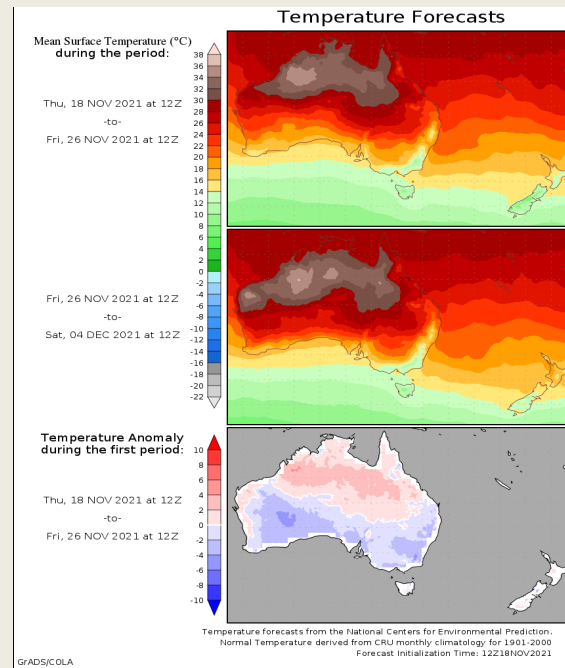 Temperature Forecasts
Mean Surface Temperature (°C)
during the period:
Thu, 18 NOV 2021 at 12Z
-to-
Fri, 26 NOV 2021 at 12Z
38
36
34
32
30
28
26
24
22
20
18
16
14
12
10
8
6
4
2
0
-2
-4
-6
-8
-10
-12
-14
-16
-18
-20
-22
Fri, 26 NOV 2021 at 12Z
-to-
Sat, 04 DEC 2021 at 12Z
Temperature Anomaly
during the first period:
Thu, 18 NOV 2021 at 12Z
-to-
Fri, 26 NOV 2021 at 12Z
10
8
6
4
2
0
-2
-4
-6
-8
-10
Temperature forecasts from the National Centers for Environmental Prediction.
Normal Temperature derived from CRU monthly climatology for 1901-2000
Forecast Initialization Time: 12Z18NOV2021
GrADS/COLA